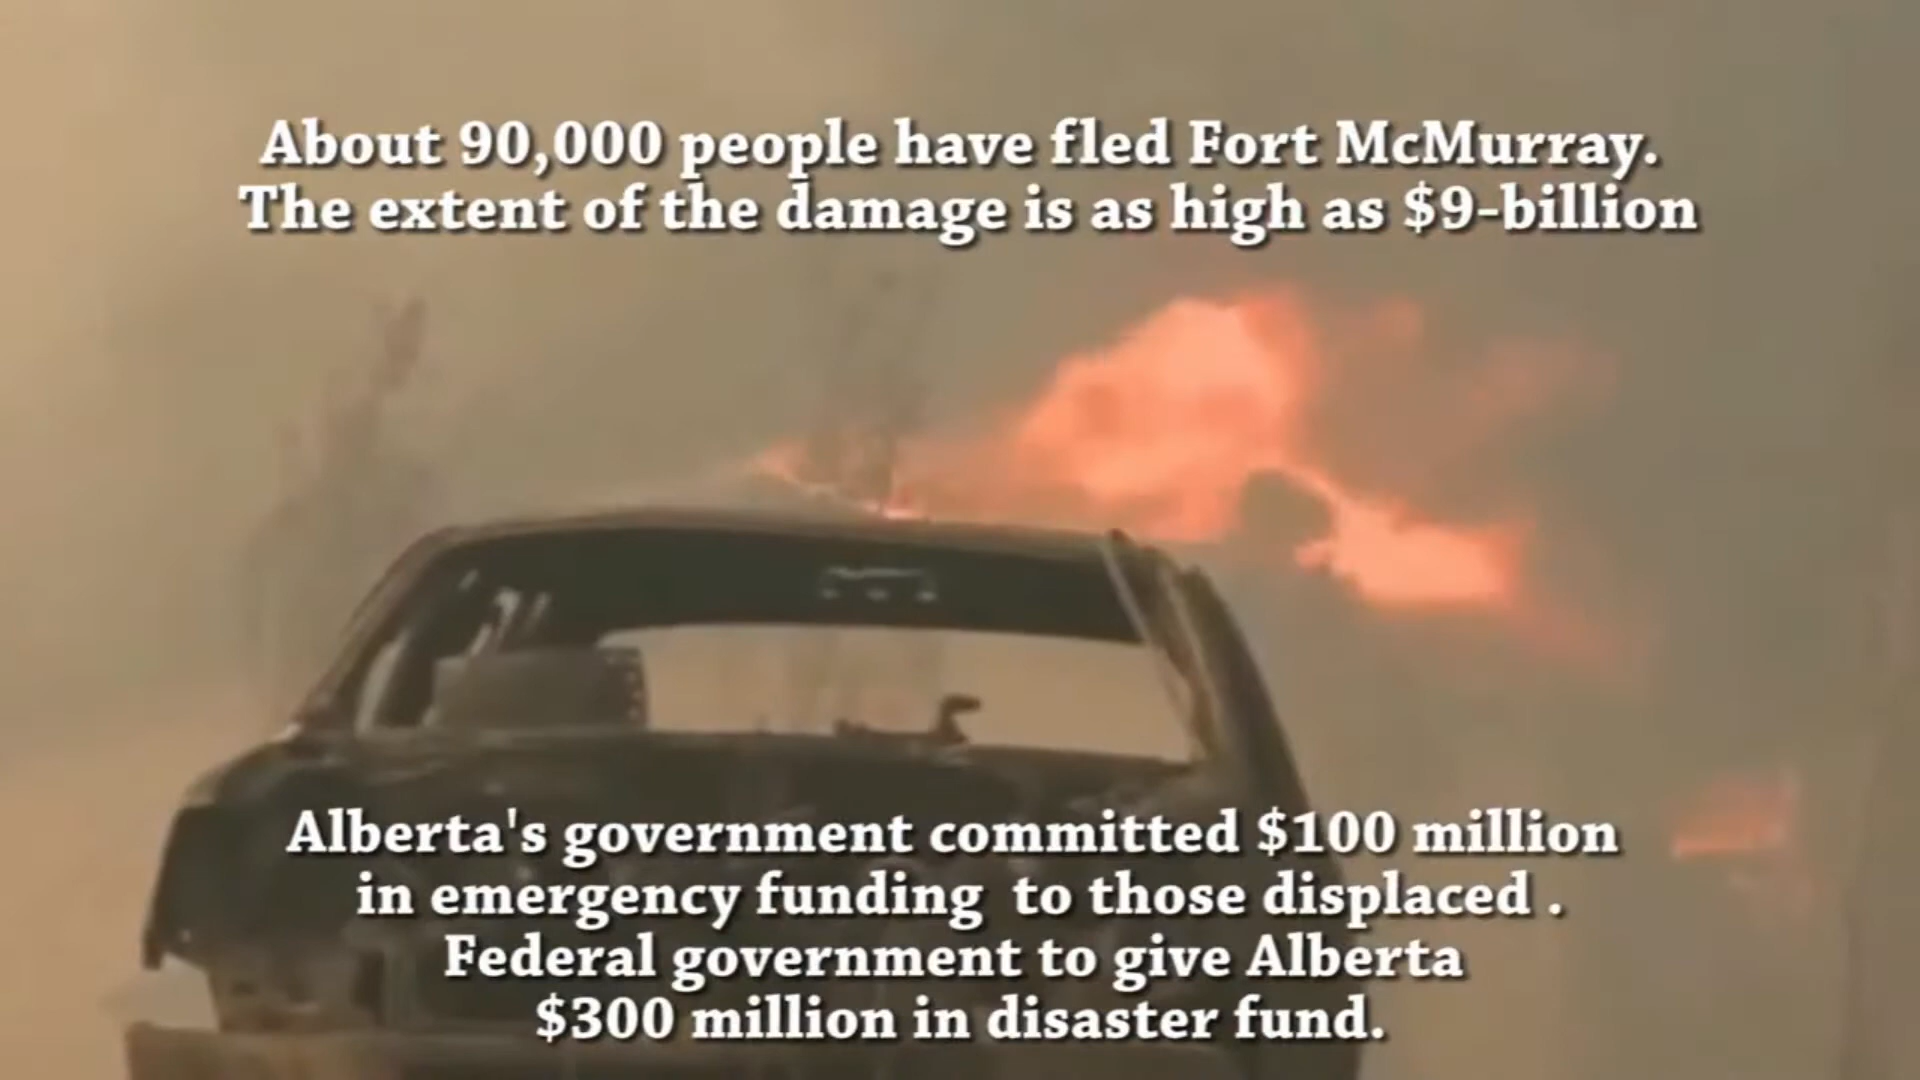 About 90,000 people have fled Fort McMurray.
The extent of the damage is as high as $9-billion
Alberta's government committed $100 million
in emergency funding  to those displaced .
Federal government to give Alberta
$300 million in disaster fund.